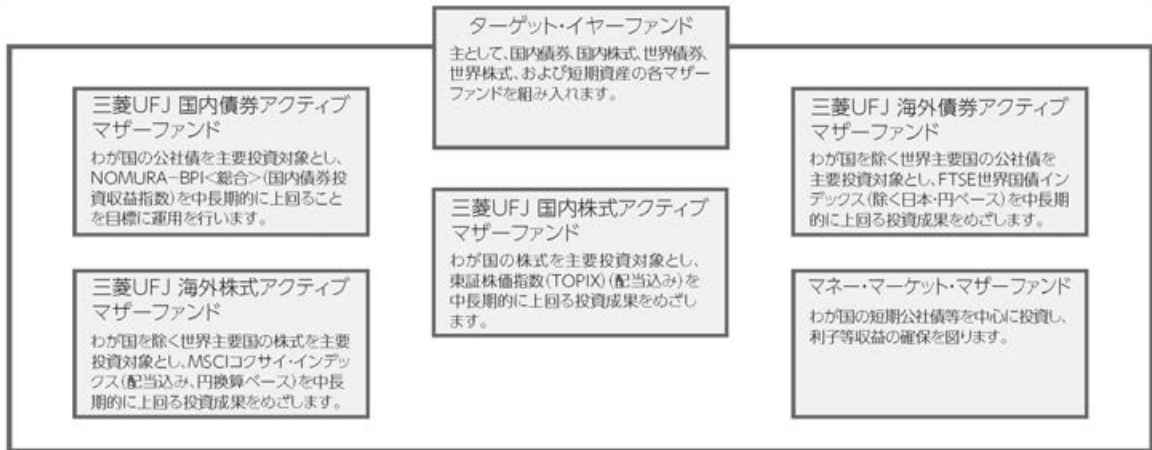 ターゲット・イヤーファンド
主として、国内債券、国内株式、世界債券、
世界株式、および短期資産の各マザー
ファンドを組み入れます。
三菱UFJ 国内債券アクティブ
マザーファンド
わが国の公社債を主要投資対象とし、
NOMURA-BPI<総合>(国内債券投
資収益指数)を中長期的に上回ること
を目標に運用を行います。
三菱UFJ 国内株式アクティブ
マザーファンド
わが国の株式を主要投資対象とし、
東証株価指数(TOPIX)(配当込み)を
中長期的に上回る投資成果をめざしま
す。
三菱UFJ 海外債券アクティブ
マザーファンド
わが国を除く世界主要国の公社債を
主要投資対象とし、FTSE世界国債イン
デックス(除く日本・円ベース)を中長期
的に上回る投資成果をめざします。
三菱UFJ 海外株式アクティブ
マザーファンド
わが国を除く世界主要国の株式を主要
投資対象とし、MSCIコクサイ・インデッ
クス(配当込み、円換算ベース)を中長
期的に上回る投資成果をめざします。
マネー・マーケット・マザーファンド
わが国の短期公社債等を中心に投資し、
利子等収益の確保を図ります。